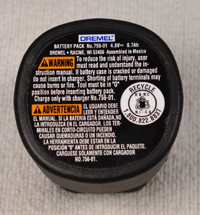 DREMEL
BATTERY PACK No.755-01 4.8V⎓ 0.7Ah
DREMEL • RACINE, WI 53406 Assembled in Mexico
WARNING To reduce the risk of injury, user
must read and understand the in-
struction manual. If battery case is cracked or damaged
do not insert in charger. Shorting of battery terminals may
cause burns or fire. Tool must be in "O"
position before inserting battery pack.
Charge only with charger No.756-01.
ADVERTENCIA EL USUARIO DEBE
LEER Y ENTENDER
EL MANUAL. SI LA BATERIA ESTA DAÑADA, NO
LA INTRODUZCA EN EL CARGADOR. LOS TER-
MINALES EN CORTO-CIRCUITO PUEDEN
CAUSAR QUEMADURAS O INCENDIO.
LA HERRAMIENTA DEBE ESTAR EN LA
POSICION "O" ANTES DE INTRODUCIR EL PAQUETE.
CARGUESE SOLAMENTE CON CARGADOR
No.756-01.
RECYCLE
1.800.822.8837